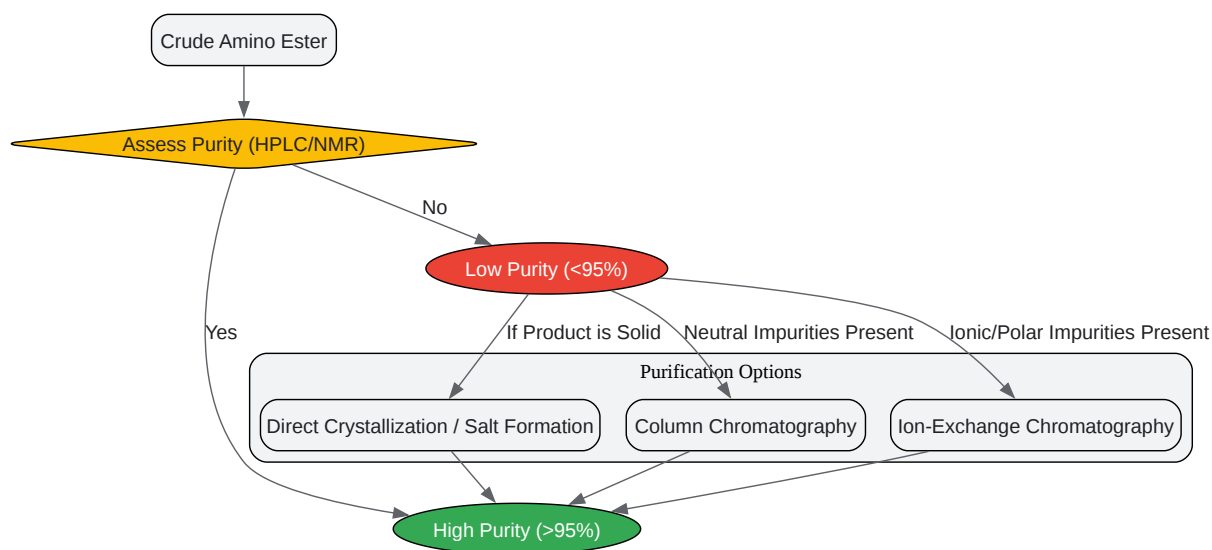 Crude Amino Ester
Assess Purity (HPLC/NMR)
No
Low Purity (<95%)
Yes
If Product is Solid
Neutral Impurities Present
Ionic/Polar Impurities Present
Purification Options
Direct Crystallization / Salt Formation
Column Chromatography
Ion-Exchange Chromatography
High Purity (>95%)